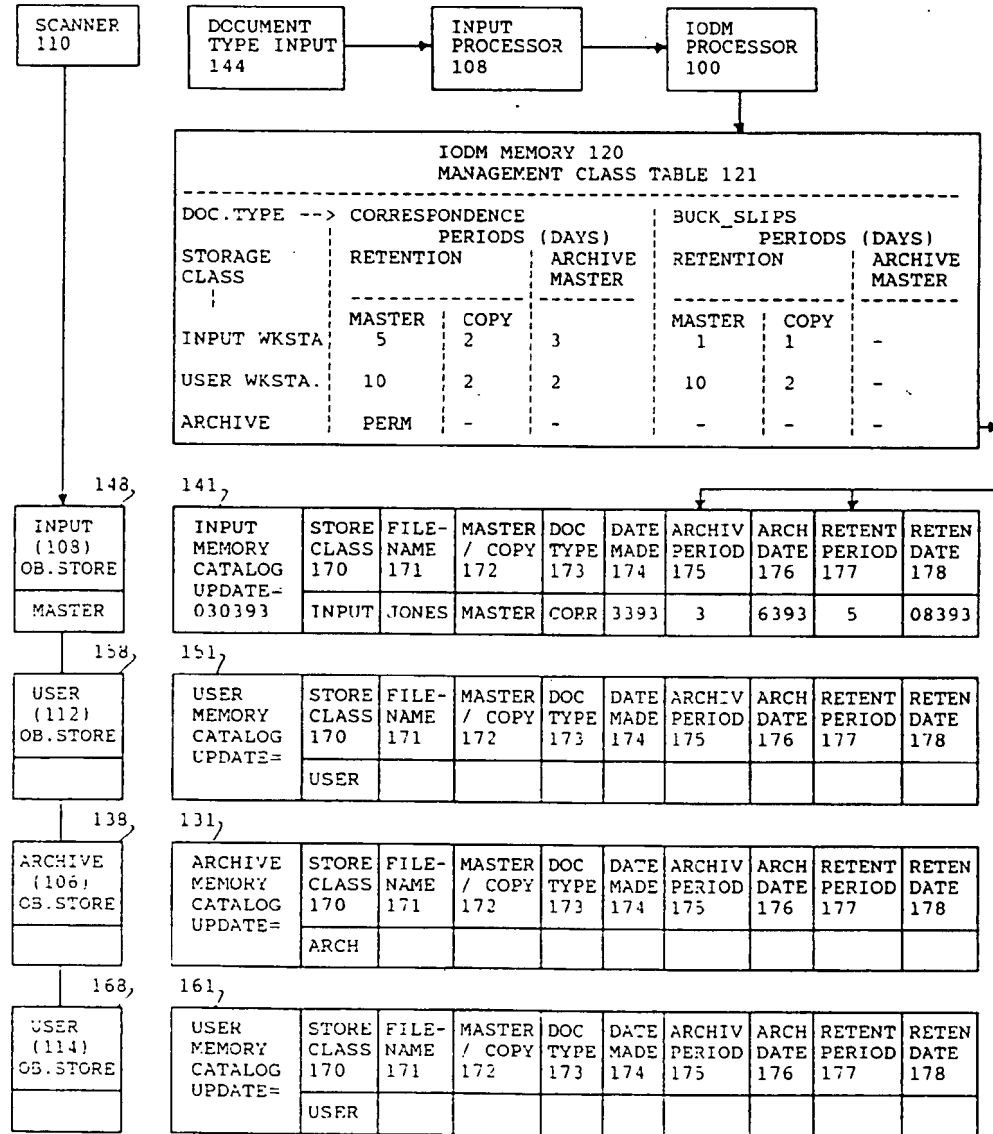 SCANNER
110
DOCUMENT
TYPE INPUT
144
INPUT
PROCESSOR
108
IODM
PROCESSOR
100
IODM MEMORY 120
MANAGEMENT CLASS TABLE 121
DOC.TYPE --> CORRESPONDENCE BUCK_SLIPS
PERIODS (DAYS) PERIODS (DAYS)
STORAGE RETENTION ARCHIVE RETENTION ARCHIVE
CLASS MASTER MASTER
MASTER COPY MASTER COPY
INPUT WKSTA 5 2 3 1 1 -
USER WKSTA. 10 2 2 10 2 -
ARCHIVE PERM - - - - -
148
INPUT
(108)
OB.STORE
MASTER
141
INPUT STORE FILE- MASTER DOC DATE ARCHIV ARCH RETENT RETEN
MEMORY CLASS NAME / COPY TYPE MADE PERIOD DATE PERIOD DATE
CATALOG 170 171 172 173 174 175 176 177 178
UPDATE=
030393 INPUT JONES MASTER CORR 3393 3 6393 5 08393
158
USER
(112)
OB.STORE
151
USER STORE FILE- MASTER DOC DATE ARCHIV ARCH RETENT RETEN
MEMORY CLASS NAME / COPY TYPE MADE PERIOD DATE PERIOD DATE
CATALOG 170 171 172 173 174 175 176 177 178
UPDATE=
USER
138
ARCHIVE
(106)
OB.STORE
131
ARCHIVE STORE FILE- MASTER DOC DATE ARCHIV ARCH RETENT RETEN
MEMORY CLASS NAME / COPY TYPE MADE PERIOD DATE PERIOD DATE
CATALOG 170 171 172 173 174 175 176 177 178
UPDATE=
ARCH
168
USER
(114)
OB.STORE
161
USER STORE FILE- MASTER DOC DATE ARCHIV ARCH RETENT RETEN
MEMORY CLASS NAME / COPY TYPE MADE PERIOD DATE PERIOD DATE
CATALOG 170 171 172 173 174 175 176 177 178
UPDATE=
USER